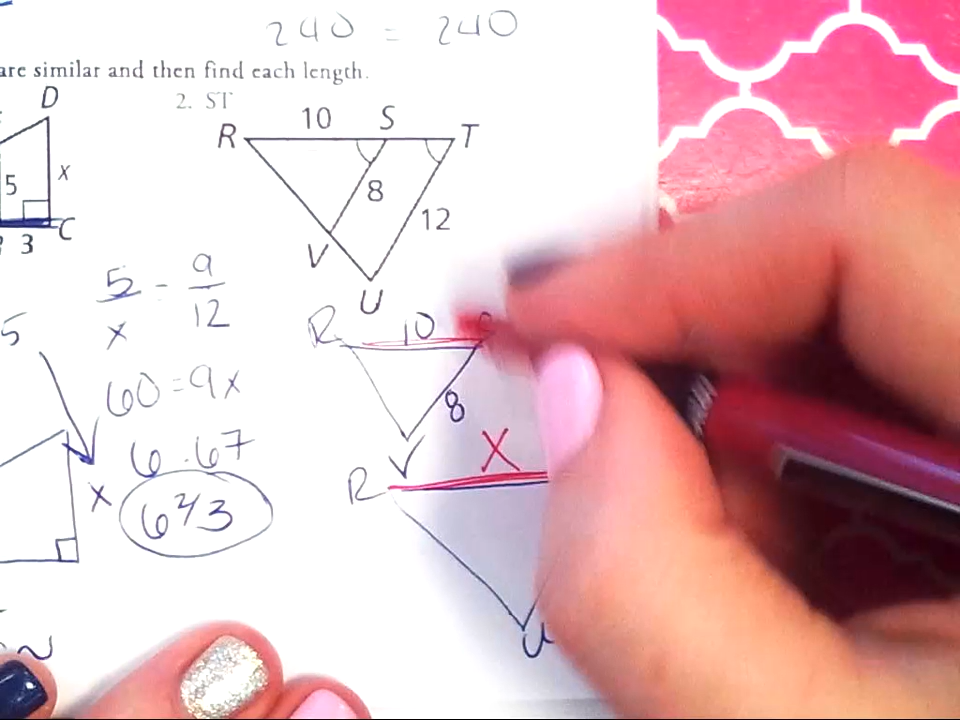 240 = 240
are similar and then find each length.
D
2. ST
10
S
R
T
5
x
8
12
C
3
V
U
5/x = 9/12
5
R
10
60 = 9x
8
6.67
X
R
x
6 2/3
U